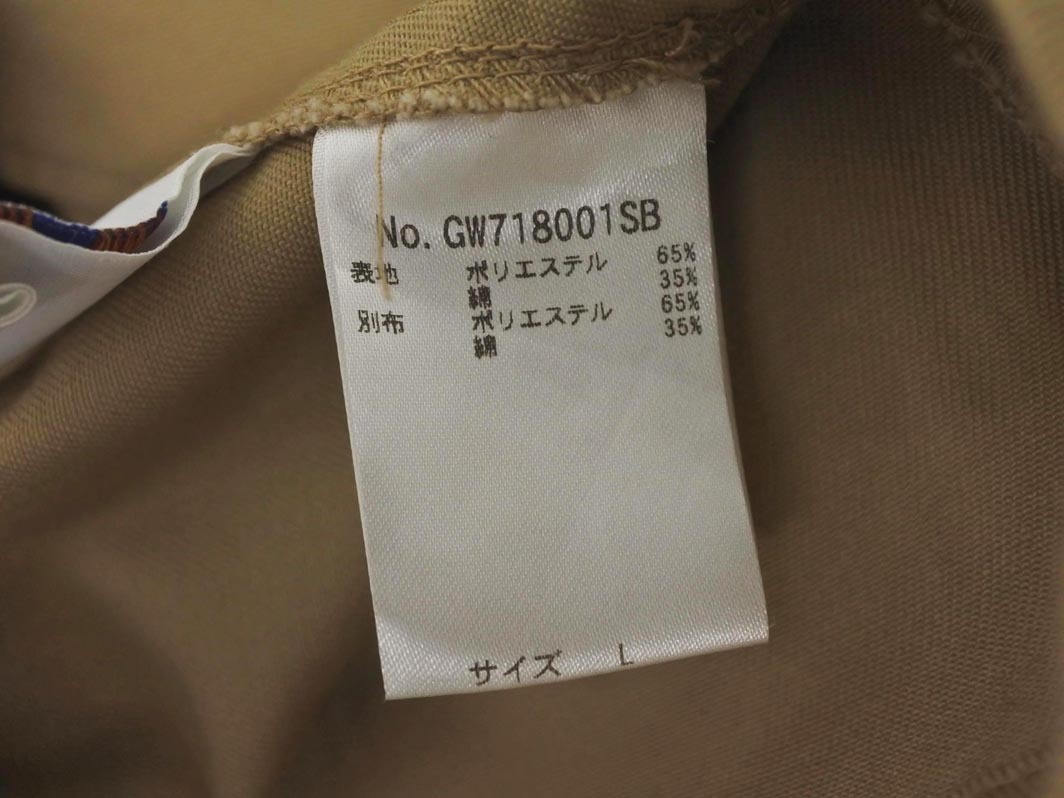 No. GW718001SB
表地 ポリエステル 65%
綿 35%
別布 ポリエステル 65%
綿 35%
サイズ L